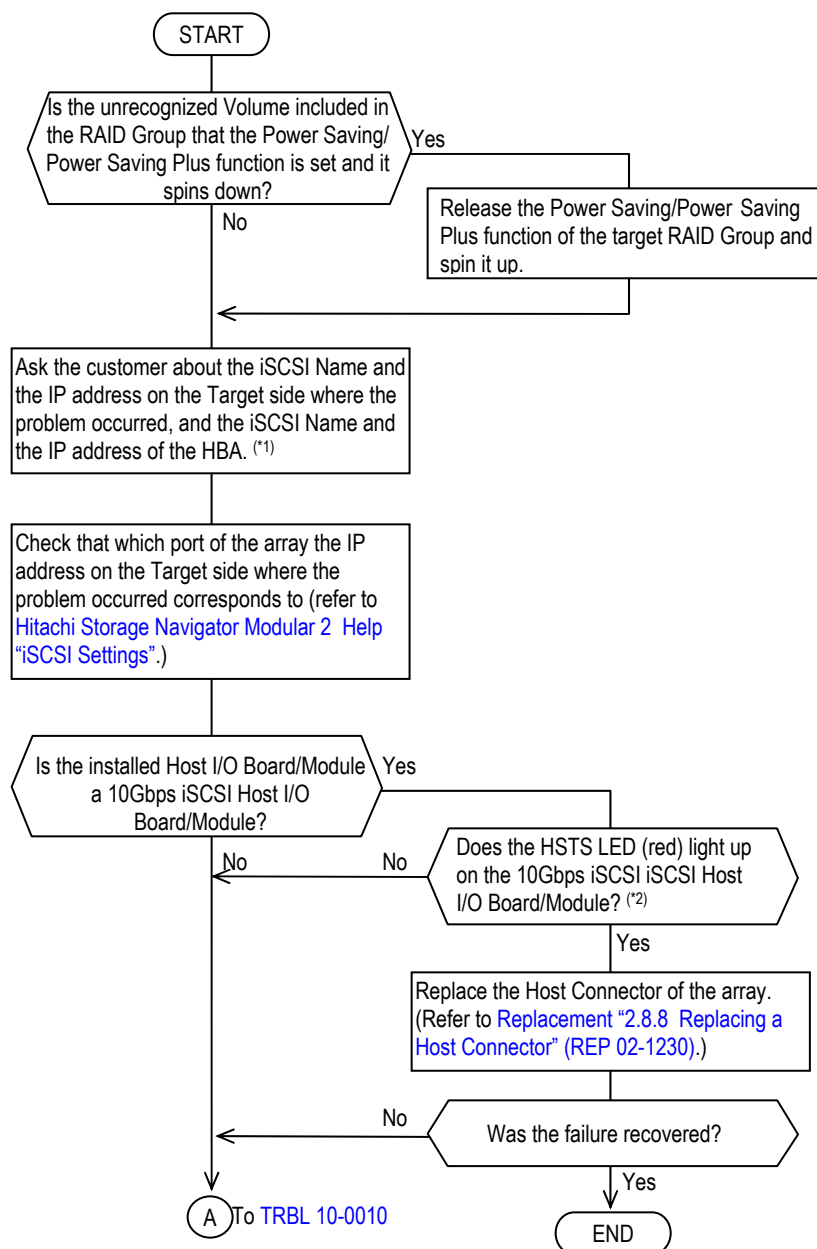 START
Is the unrecognized Volume included in
the RAID Group that the Power Saving/
Power Saving Plus function is set and it
spins down?
Yes
No
Release the Power Saving/Power Saving
Plus function of the target RAID Group and
spin it up.
Ask the customer about the iSCSI Name and
the IP address on the Target side where the
problem occurred, and the iSCSI Name and
the IP address of the HBA. (*1)
Check that which port of the array the IP
address on the Target side where the
problem occurred corresponds to (refer to
Hitachi Storage Navigator Modular 2 Help
“iSCSI Settings”.)
Is the installed Host I/O Board/Module
a 10Gbps iSCSI Host I/O
Board/Module?
Yes
No
Does the HSTS LED (red) light up
on the 10Gbps iSCSI iSCSI Host
I/O Board/Module? (*2)
No
Yes
Replace the Host Connector of the array.
(Refer to Replacement “2.8.8 Replacing a
Host Connector” (REP 02-1230).)
No
Was the failure recovered?
Yes
A To TRBL 10-0010
END